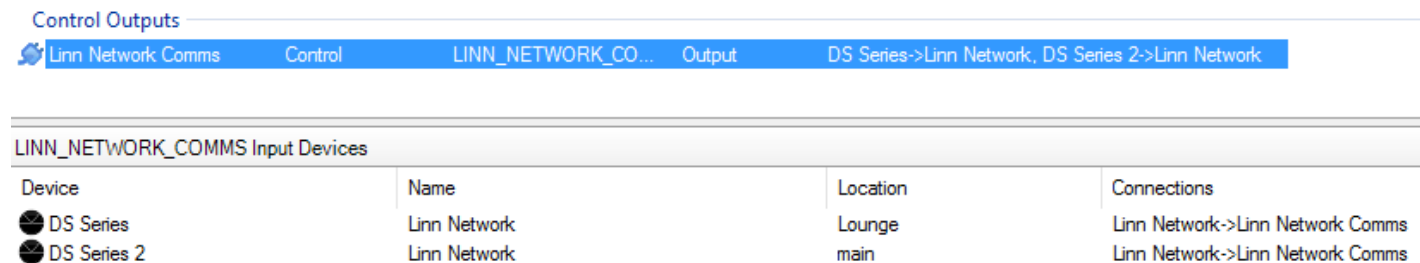 Control Outputs
Linn Network Comms Control LINN_NETWORK_CO... Output DS Series->Linn Network, DS Series 2->Linn Network
LINN_NETWORK_COMMS Input Devices
Device Name Location Connections
DS Series Linn Network Lounge Linn Network->Linn Network Comms
DS Series 2 Linn Network main Linn Network->Linn Network Comms